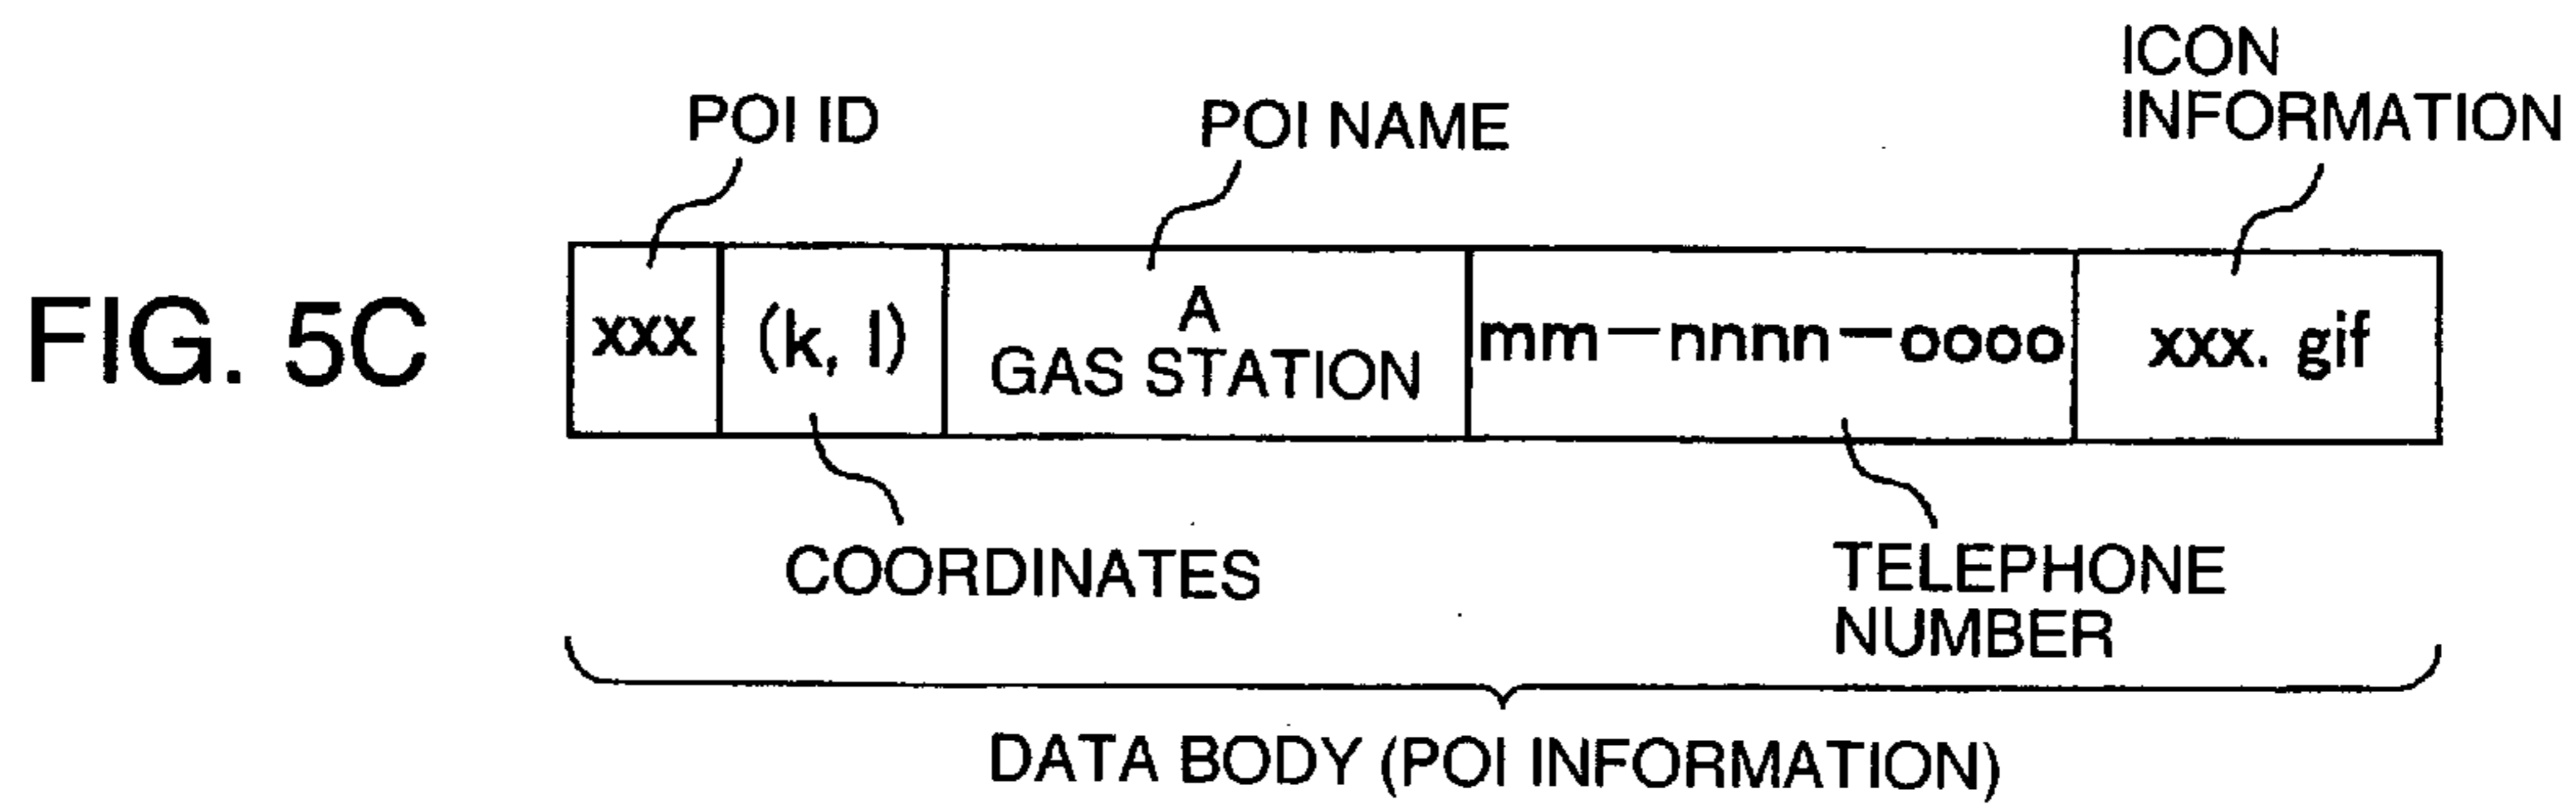 ICON
INFORMATION
POI ID
POI NAME
FIG. 5C
xxx
(k, l)
A
GAS STATION
mm-nnnn-oooo
xxx. gif
COORDINATES
TELEPHONE
NUMBER
DATA BODY (POI INFORMATION)